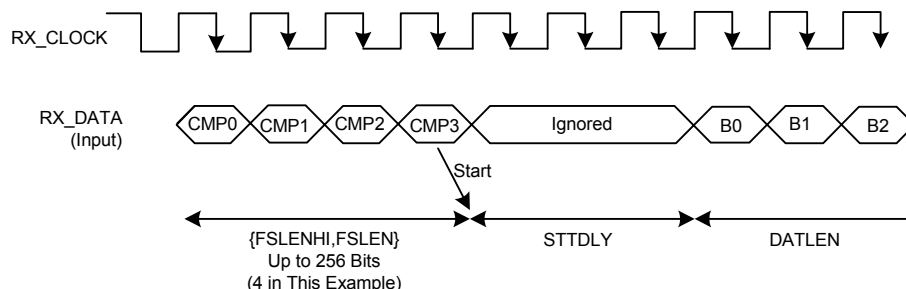 RX_CLOCK
RX_DATA
(Input)
CMP0 CMP1 CMP2 CMP3 Ignored B0 B1 B2
Start
{FSLENHI,FSLEN}
Up to 256 Bits
(4 in This Example)
STTDLY
DATLEN